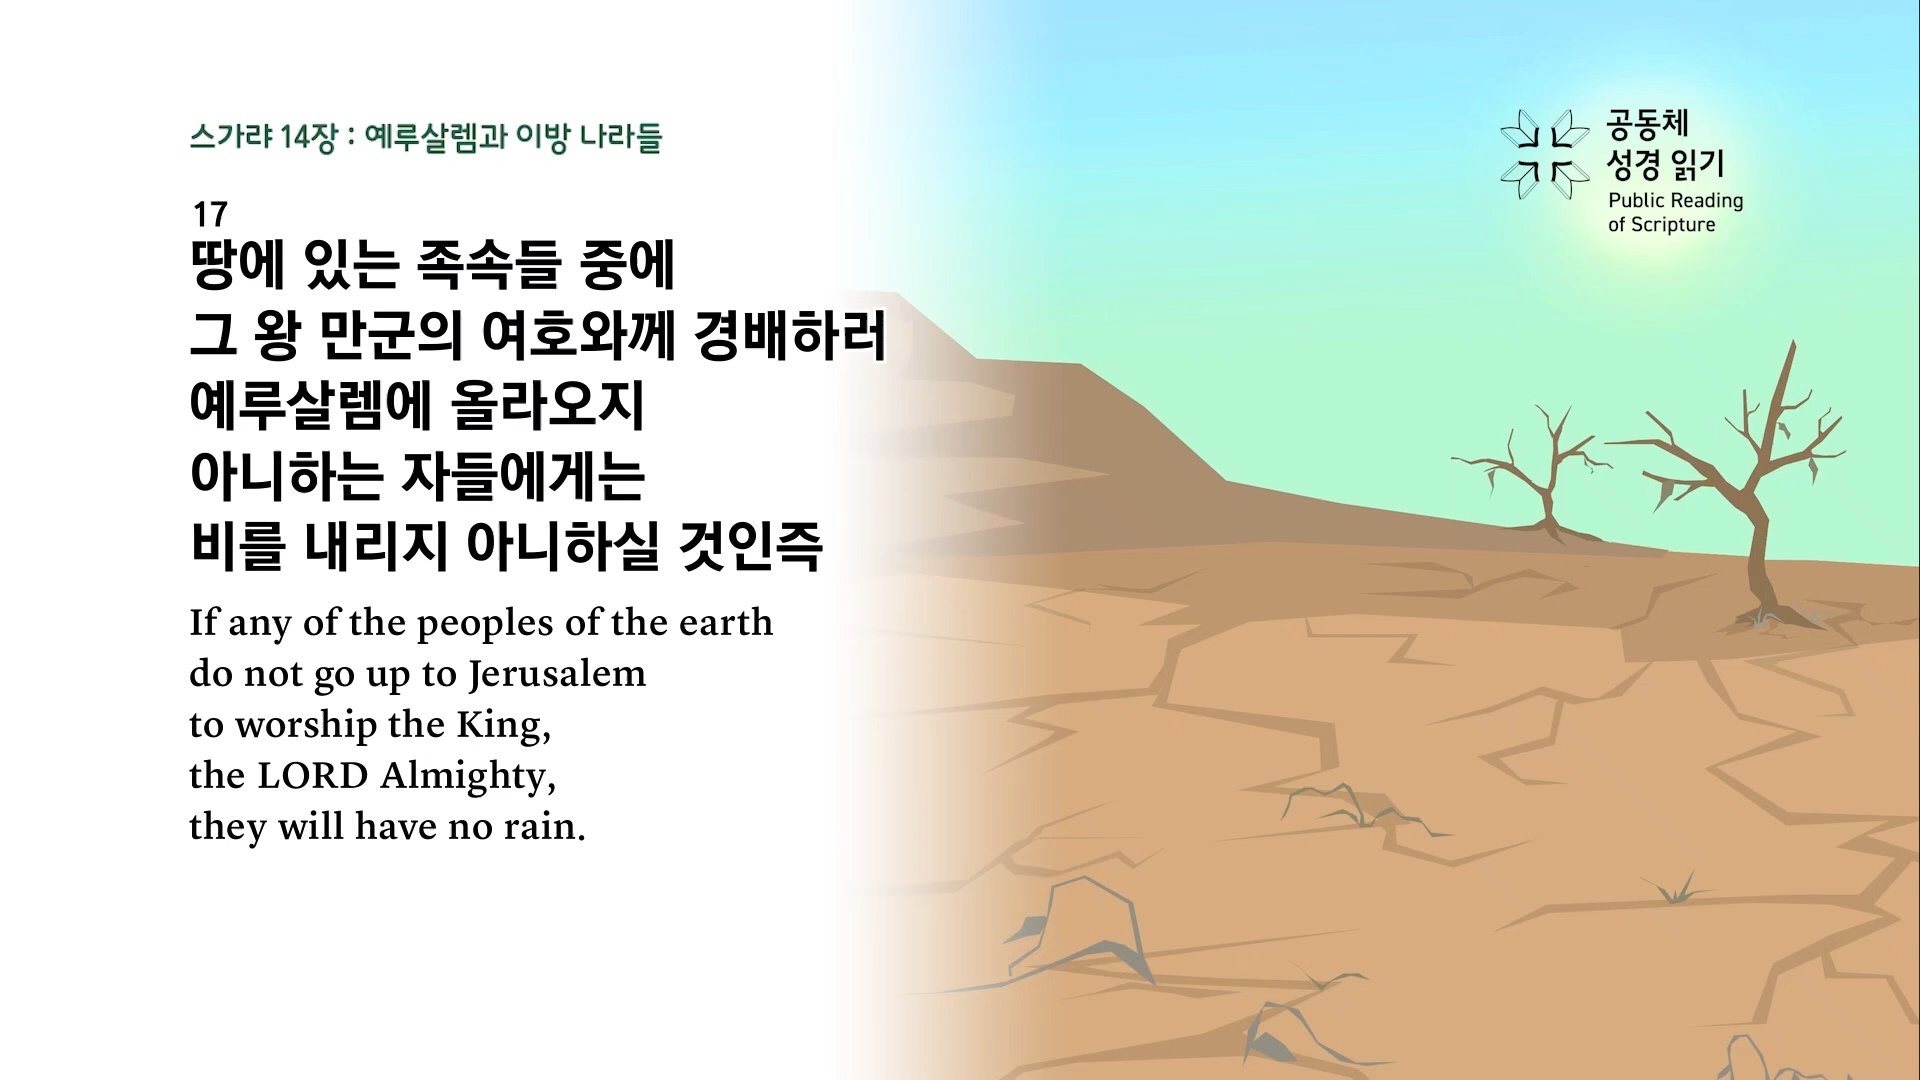 스가랴 14장 : 예루살렘과 이방 나라들
17
땅에 있는 족속들 중에
그 왕 만군의 여호와께 경배하러
예루살렘에 올라오지
아니하는 자들에게는
비를 내리지 아니하실 것인즉
If any of the peoples of the earth
do not go up to Jerusalem
to worship the King,
the LORD Almighty,
they will have no rain.
공동체
성경 읽기
Public Reading
of Scripture